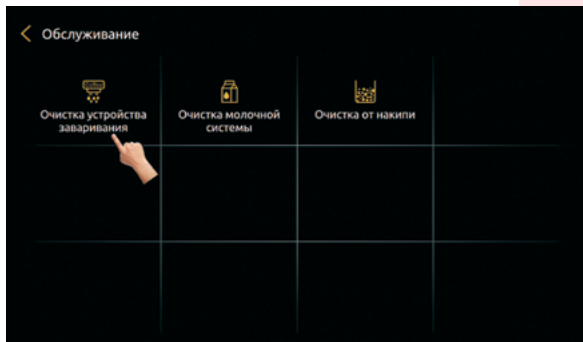 Обслуживание
Очистка устройства
заваривания
Очистка молочной
системы
Очистка от накипи